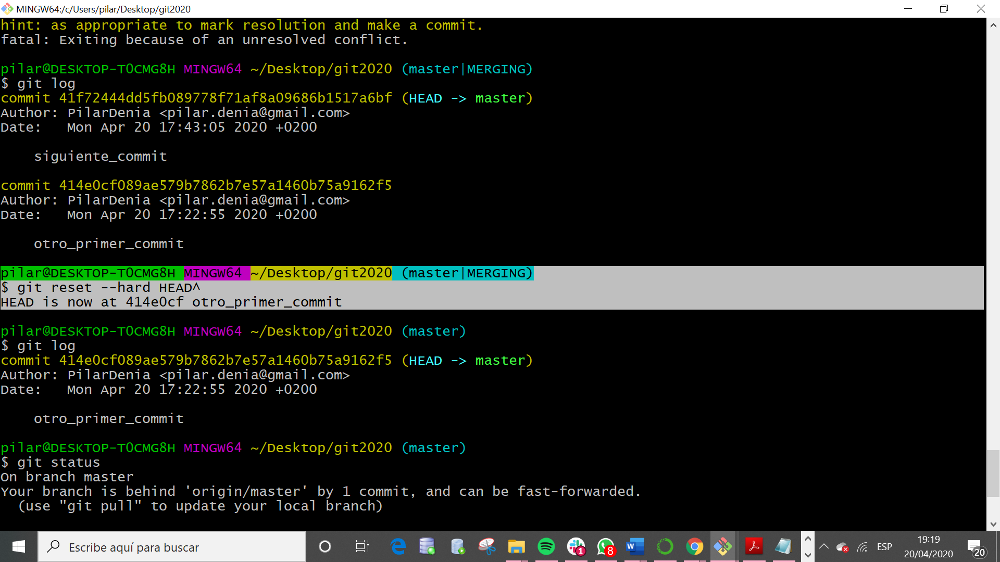 MINGW64:/c/Users/pilar/Desktop/git2020
hint: as appropriate to mark resolution and make a commit.
fatal: Exiting because of an unresolved conflict.
pilar@DESKTOP-T0CMG8H MINGW64 ~/Desktop/git2020 (master|MERGING)
$ git log
commit 41f72444dd5fb089778f71af8a09686b1517a6bf (HEAD -> master)
Author: PilarDenia <pilar.denia@gmail.com>
Date:   Mon Apr 20 17:43:05 2020 +0200
    siguiente_commit
commit 414e0cf089ae579b7862b7e57a1460b75a9162f5
Author: PilarDenia <pilar.denia@gmail.com>
Date:   Mon Apr 20 17:22:55 2020 +0200
    otro_primer_commit
pilar@DESKTOP-T0CMG8H MINGW64 ~/Desktop/git2020 (master|MERGING)
$ git reset --hard HEAD^
HEAD is now at 414e0cf otro_primer_commit
pilar@DESKTOP-T0CMG8H MINGW64 ~/Desktop/git2020 (master)
$ git log
commit 414e0cf089ae579b7862b7e57a1460b75a9162f5 (HEAD -> master)
Author: PilarDenia <pilar.denia@gmail.com>
Date:   Mon Apr 20 17:22:55 2020 +0200
    otro_primer_commit
pilar@DESKTOP-T0CMG8H MINGW64 ~/Desktop/git2020 (master)
$ git status
On branch master
Your branch is behind 'origin/master' by 1 commit, and can be fast-forwarded.
  (use "git pull" to update your local branch)
Escribe aquí para buscar
1
8
W
ESP
19:19
20/04/2020
20